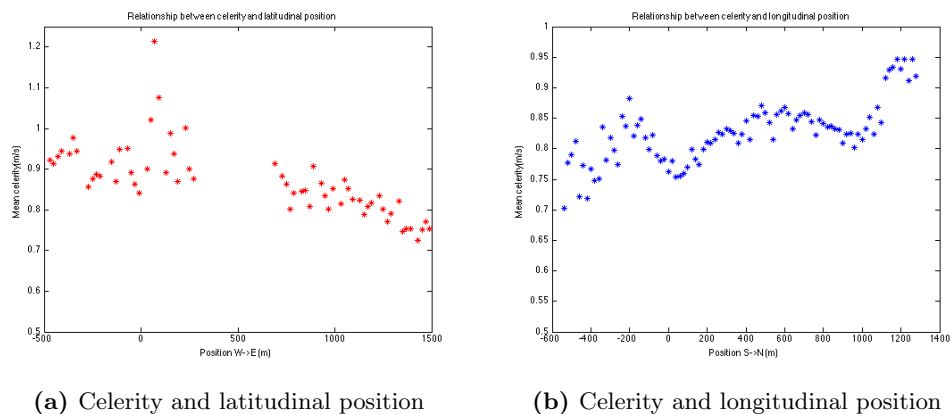 Relationship between celerity and latitudinal position
1.2
1.1
1
0.9
0.8
0.7
0.6
0.5
Mean celerity(m/s)
-500 0 500 1000 1500
Position W->E (m)
(a) Celerity and latitudinal position
Relationship between celerity and longitudinal position
1
0.95
0.9
0.85
0.8
0.75
0.7
0.65
0.6
0.55
0.5
Mean celerity(m/s)
-600 -400 -200 0 200 400 600 800 1000 1200 1400
Position S->N(m)
(b) Celerity and longitudinal position